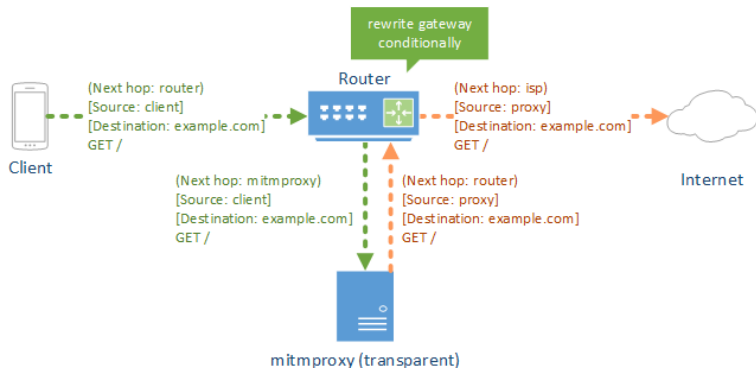 rewrite gateway
conditionally
Router
(Next hop: router)
[Source: client]
[Destination: example.com]
GET /
(Next hop: isp)
[Source: proxy]
[Destination: example.com]
GET /
Client
Internet
(Next hop: mitmproxy)
[Source: client]
[Destination: example.com]
GET /
(Next hop: router)
[Source: proxy]
[Destination: example.com]
GET /
mitmproxy (transparent)